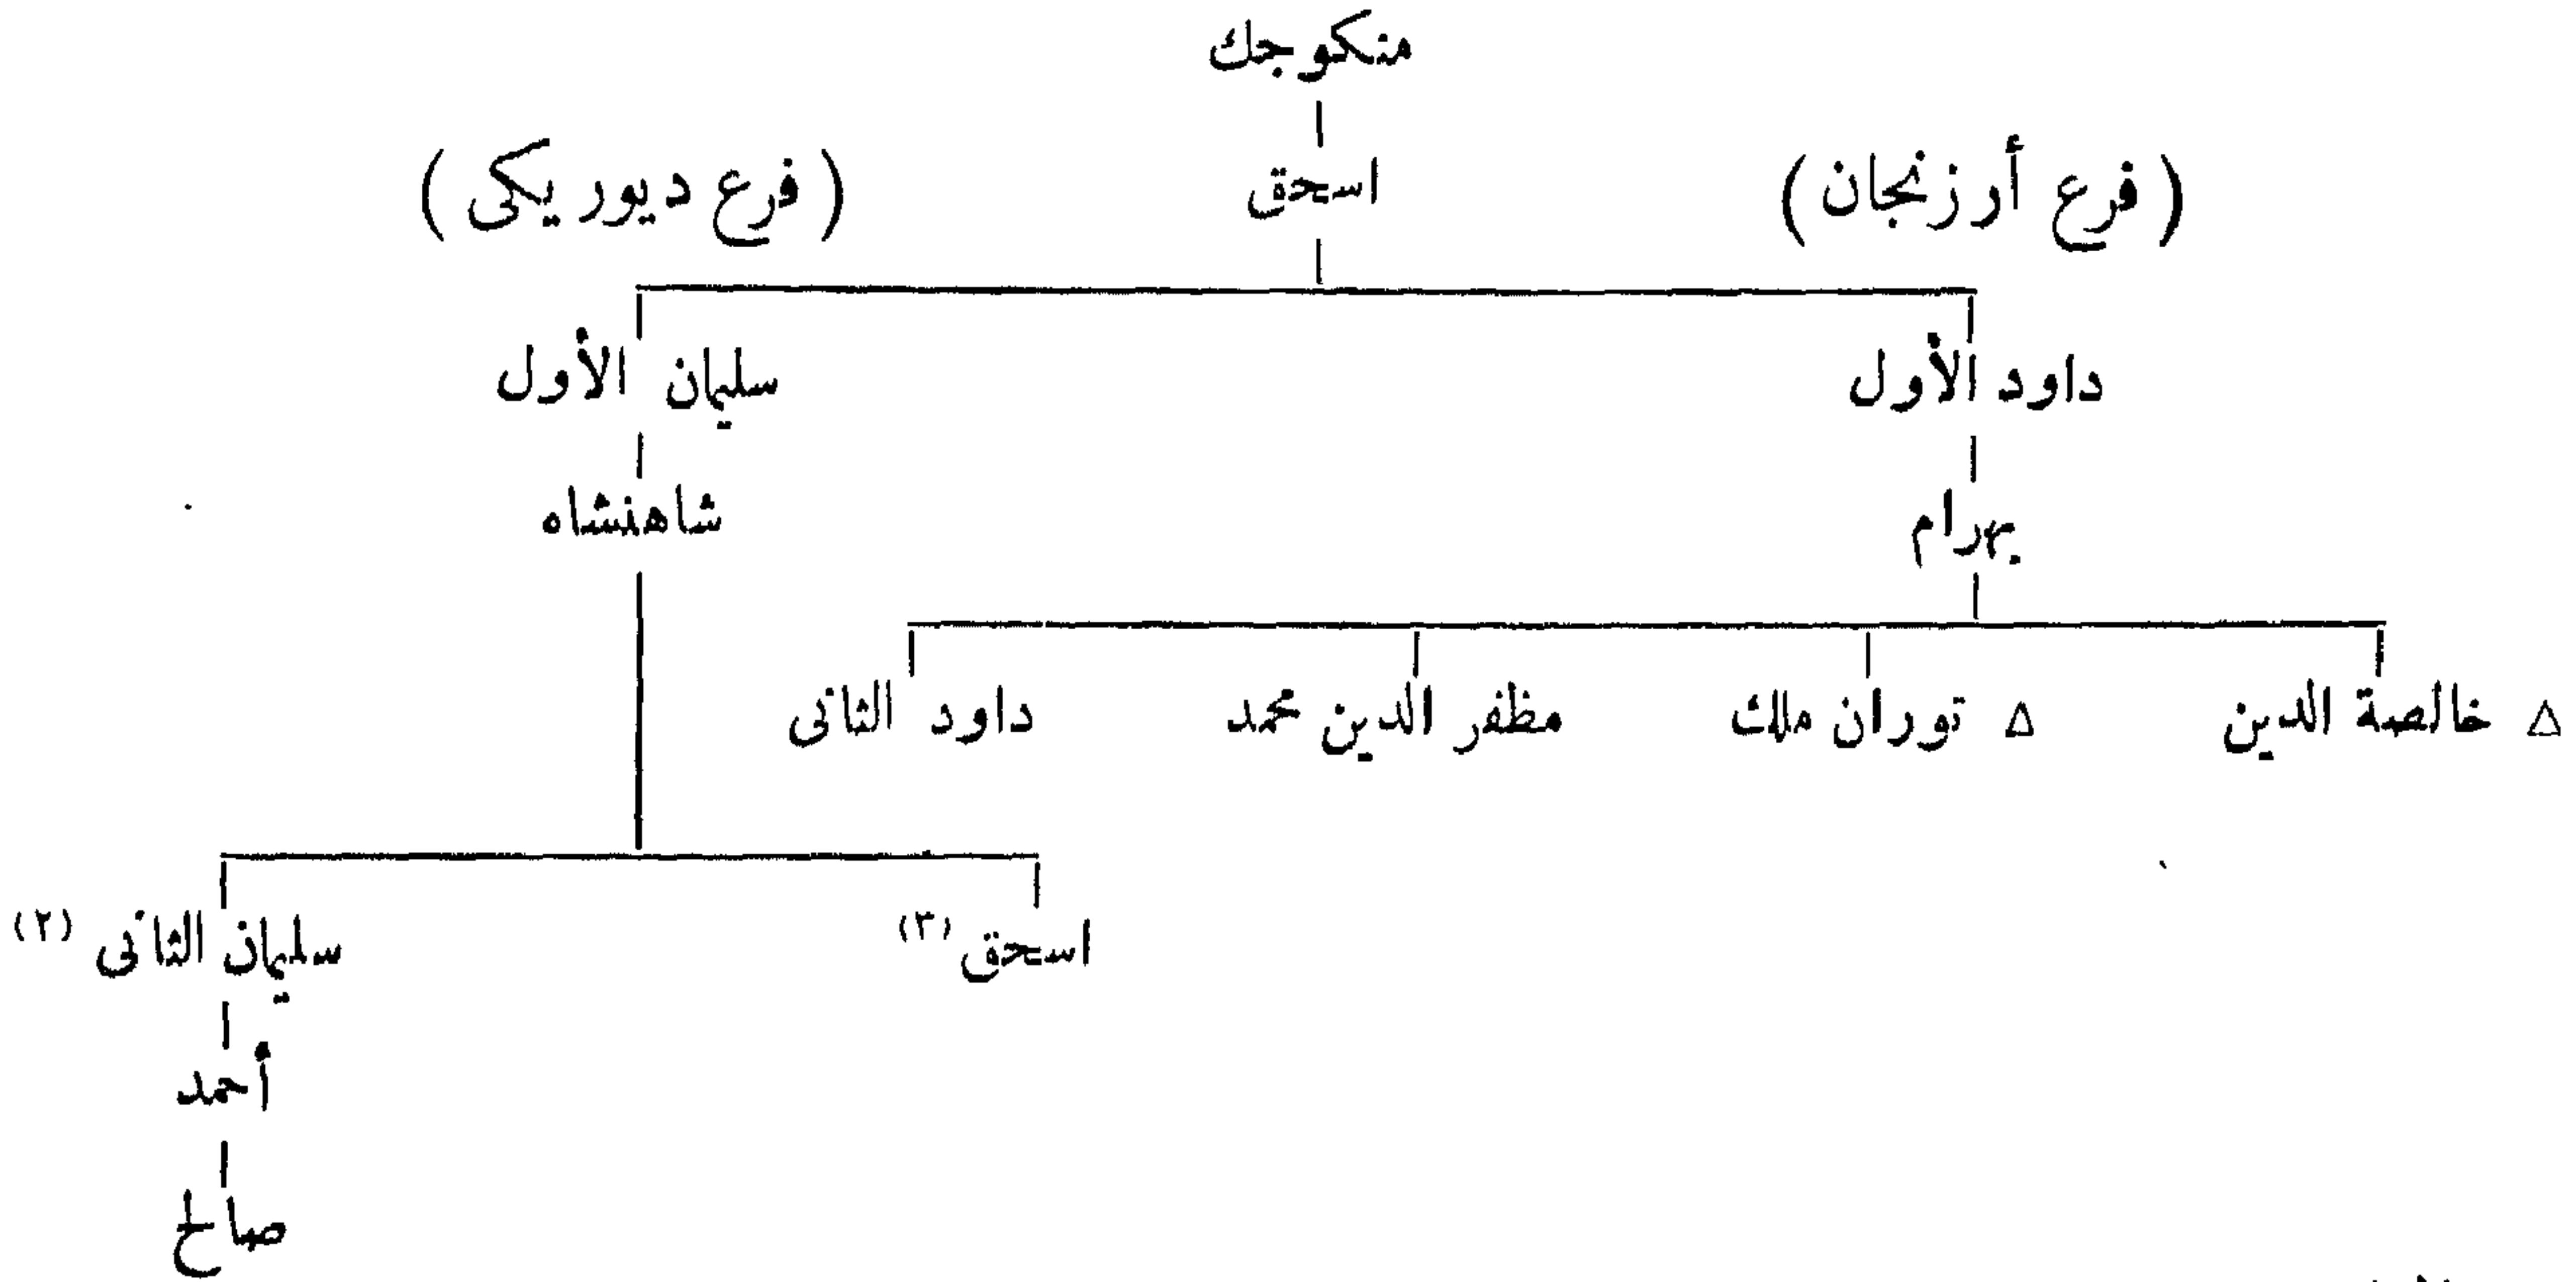 منكوجك
(فرع أرزنجان) اسحق (فرع ديوريكى)
داود الأول سليمان الأول
بهرام شاهنشاه
△ خالصة الدين △ توران ملك مظفر الدين محمد داود الثانى
اسحق (٣) سليمان الثانى (٢)
أحمد
صالح